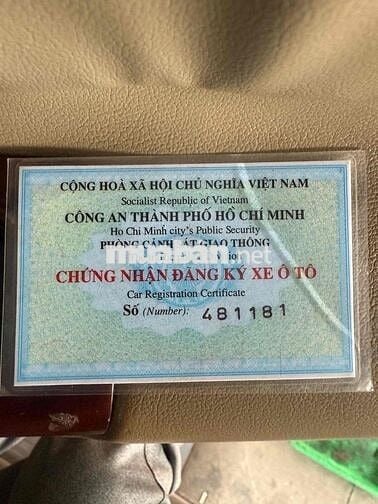 CỘNG HOÀ XÃ HỘI CHỦ NGHĨA VIỆT NAM
Socialist Republic of Vietnam
CÔNG AN THÀNH PHỐ HỒ CHÍ MINH
Ho Chi Minh city's Public Security
PHÒNG CẢNH SÁT GIAO THÔNG
muaban.net
CHỨNG NHẬN ĐĂNG KÝ XE Ô TÔ
Car Registration Certificate
Số (Number): 481181